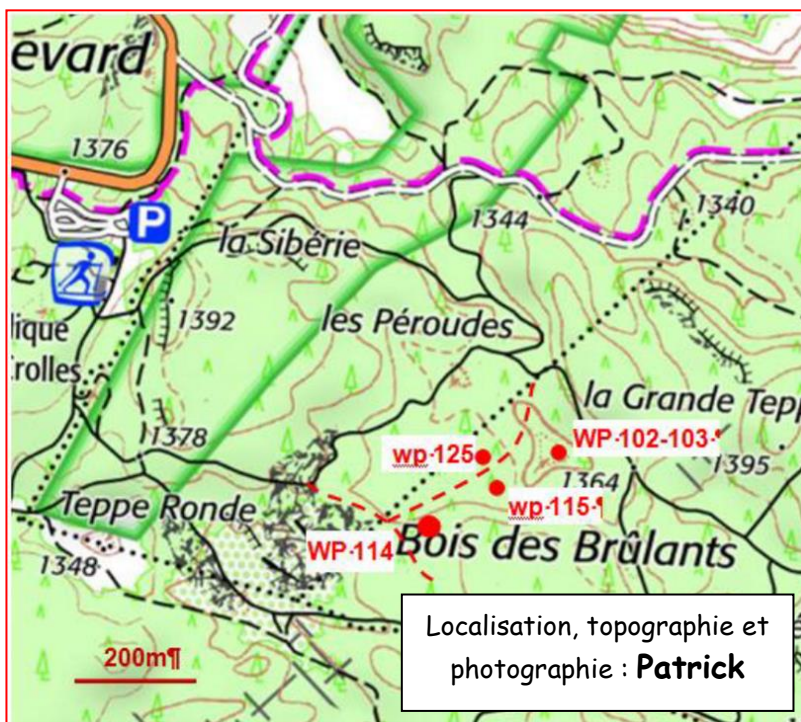 evard
1376
P
la Sibérie
1344
1340
1392
les Péroudes
lique
rolles
la Grande Tepp
1378
wp·125
WP·102-103·¶
1364
1395
wp·115·¶
Teppe Ronde
WP·114
Bois des Brûlants
1348
200m¶
Localisation, topographie et
photographie : Patrick